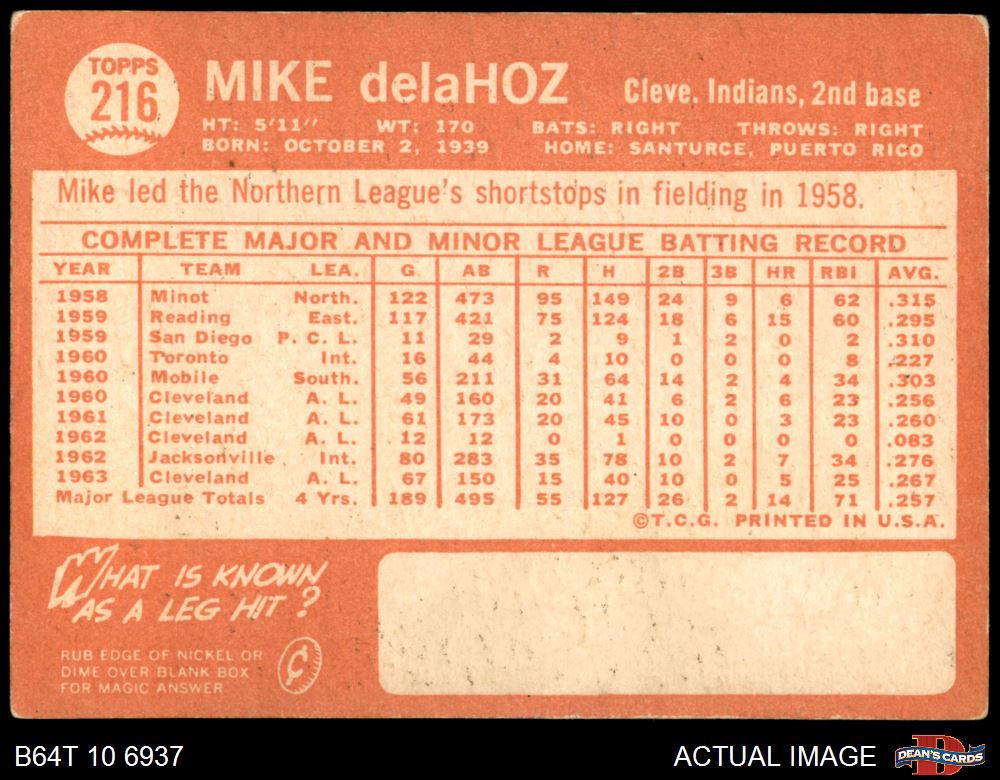 TOPPS
216
MIKE delaHOZ
Cleve. Indians, 2nd base
HT: 5'11" WT: 170 BATS: RIGHT THROWS: RIGHT
BORN: OCTOBER 2, 1939 HOME: SANTURCE, PUERTO RICO
Mike led the Northern League's shortstops in fielding in 1958.
COMPLETE MAJOR AND MINOR LEAGUE BATTING RECORD
YEAR TEAM LEA. G AB R H 2B 3B HR RBI AVG.
1958 Minot North. 122 473 95 149 24 9 6 62 .315
1959 Reading East. 117 421 75 124 18 6 15 60 .295
1959 San Diego P. C. L. 11 29 2 9 1 2 0 2 .310
1960 Toronto Int. 16 44 4 10 0 0 0 8 .227
1960 Mobile South. 56 211 31 64 14 2 4 34 .303
1960 Cleveland A. L. 49 160 20 41 6 2 6 23 .256
1961 Cleveland A. L. 61 173 20 45 10 0 3 23 .260
1962 Cleveland A. L. 12 12 0 1 0 0 0 0 .083
1962 Jacksonville Int. 80 283 35 78 10 2 7 34 .276
1963 Cleveland A. L. 67 150 15 40 10 0 5 25 .267
Major League Totals 4 Yrs. 189 495 55 127 26 2 14 71 .257
©T.C.G. PRINTED IN U.S.A.
WHAT IS KNOWN
AS A LEG HIT?
RUB EDGE OF NICKEL OR
DIME OVER BLANK BOX
FOR MAGIC ANSWER
¢
B64T 10 6937
ACTUAL IMAGE
D
DEAN'S CARDS